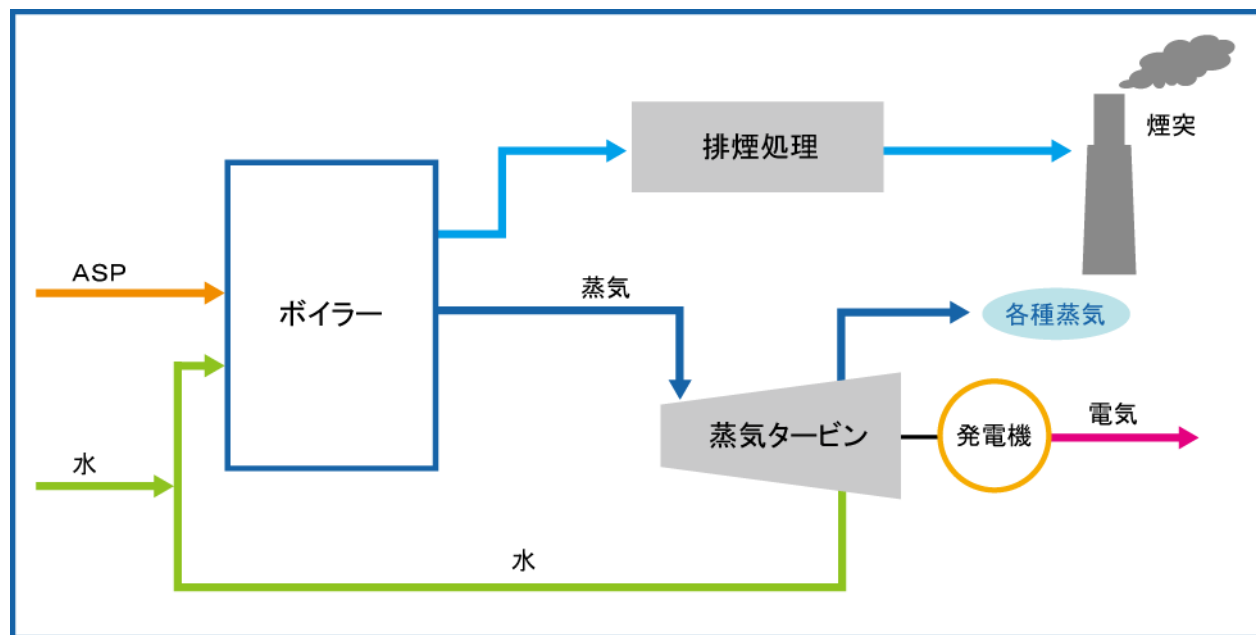 煙突
排煙処理
ASP
蒸気
ボイラー
各種蒸気
蒸気タービン
発電機
電気
水
水